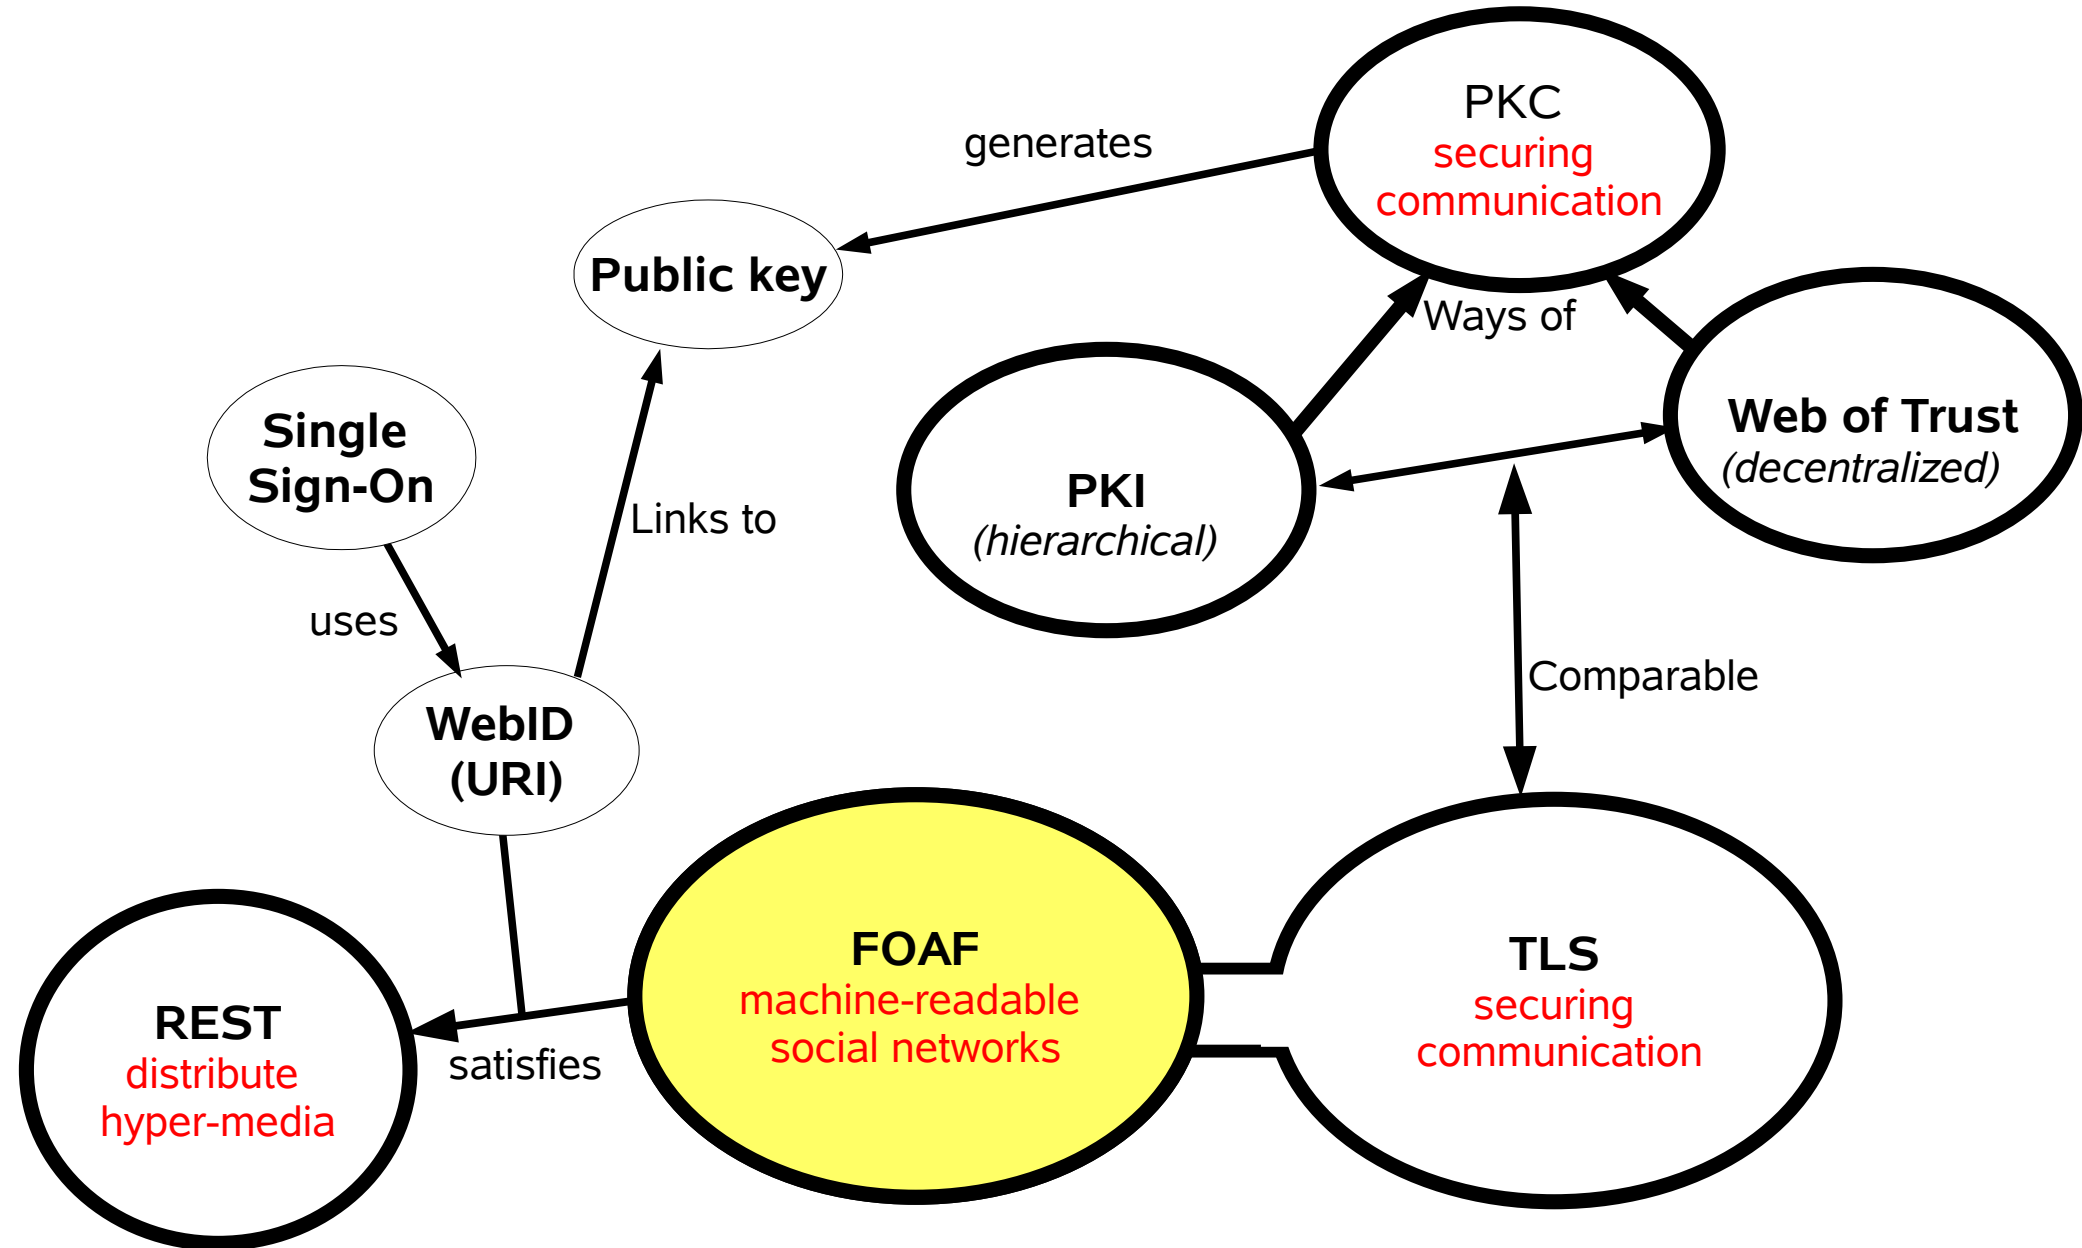 PKC
securing
communication
generates
Public key
Ways of
Single
Sign-On
Web of Trust
(decentralized)
PKI
(hierarchical)
Links to
uses
Comparable
WebID
(URI)
FOAF
machine-readable
social networks
TLS
securing
communication
REST
distribute
hyper-media
satisfies